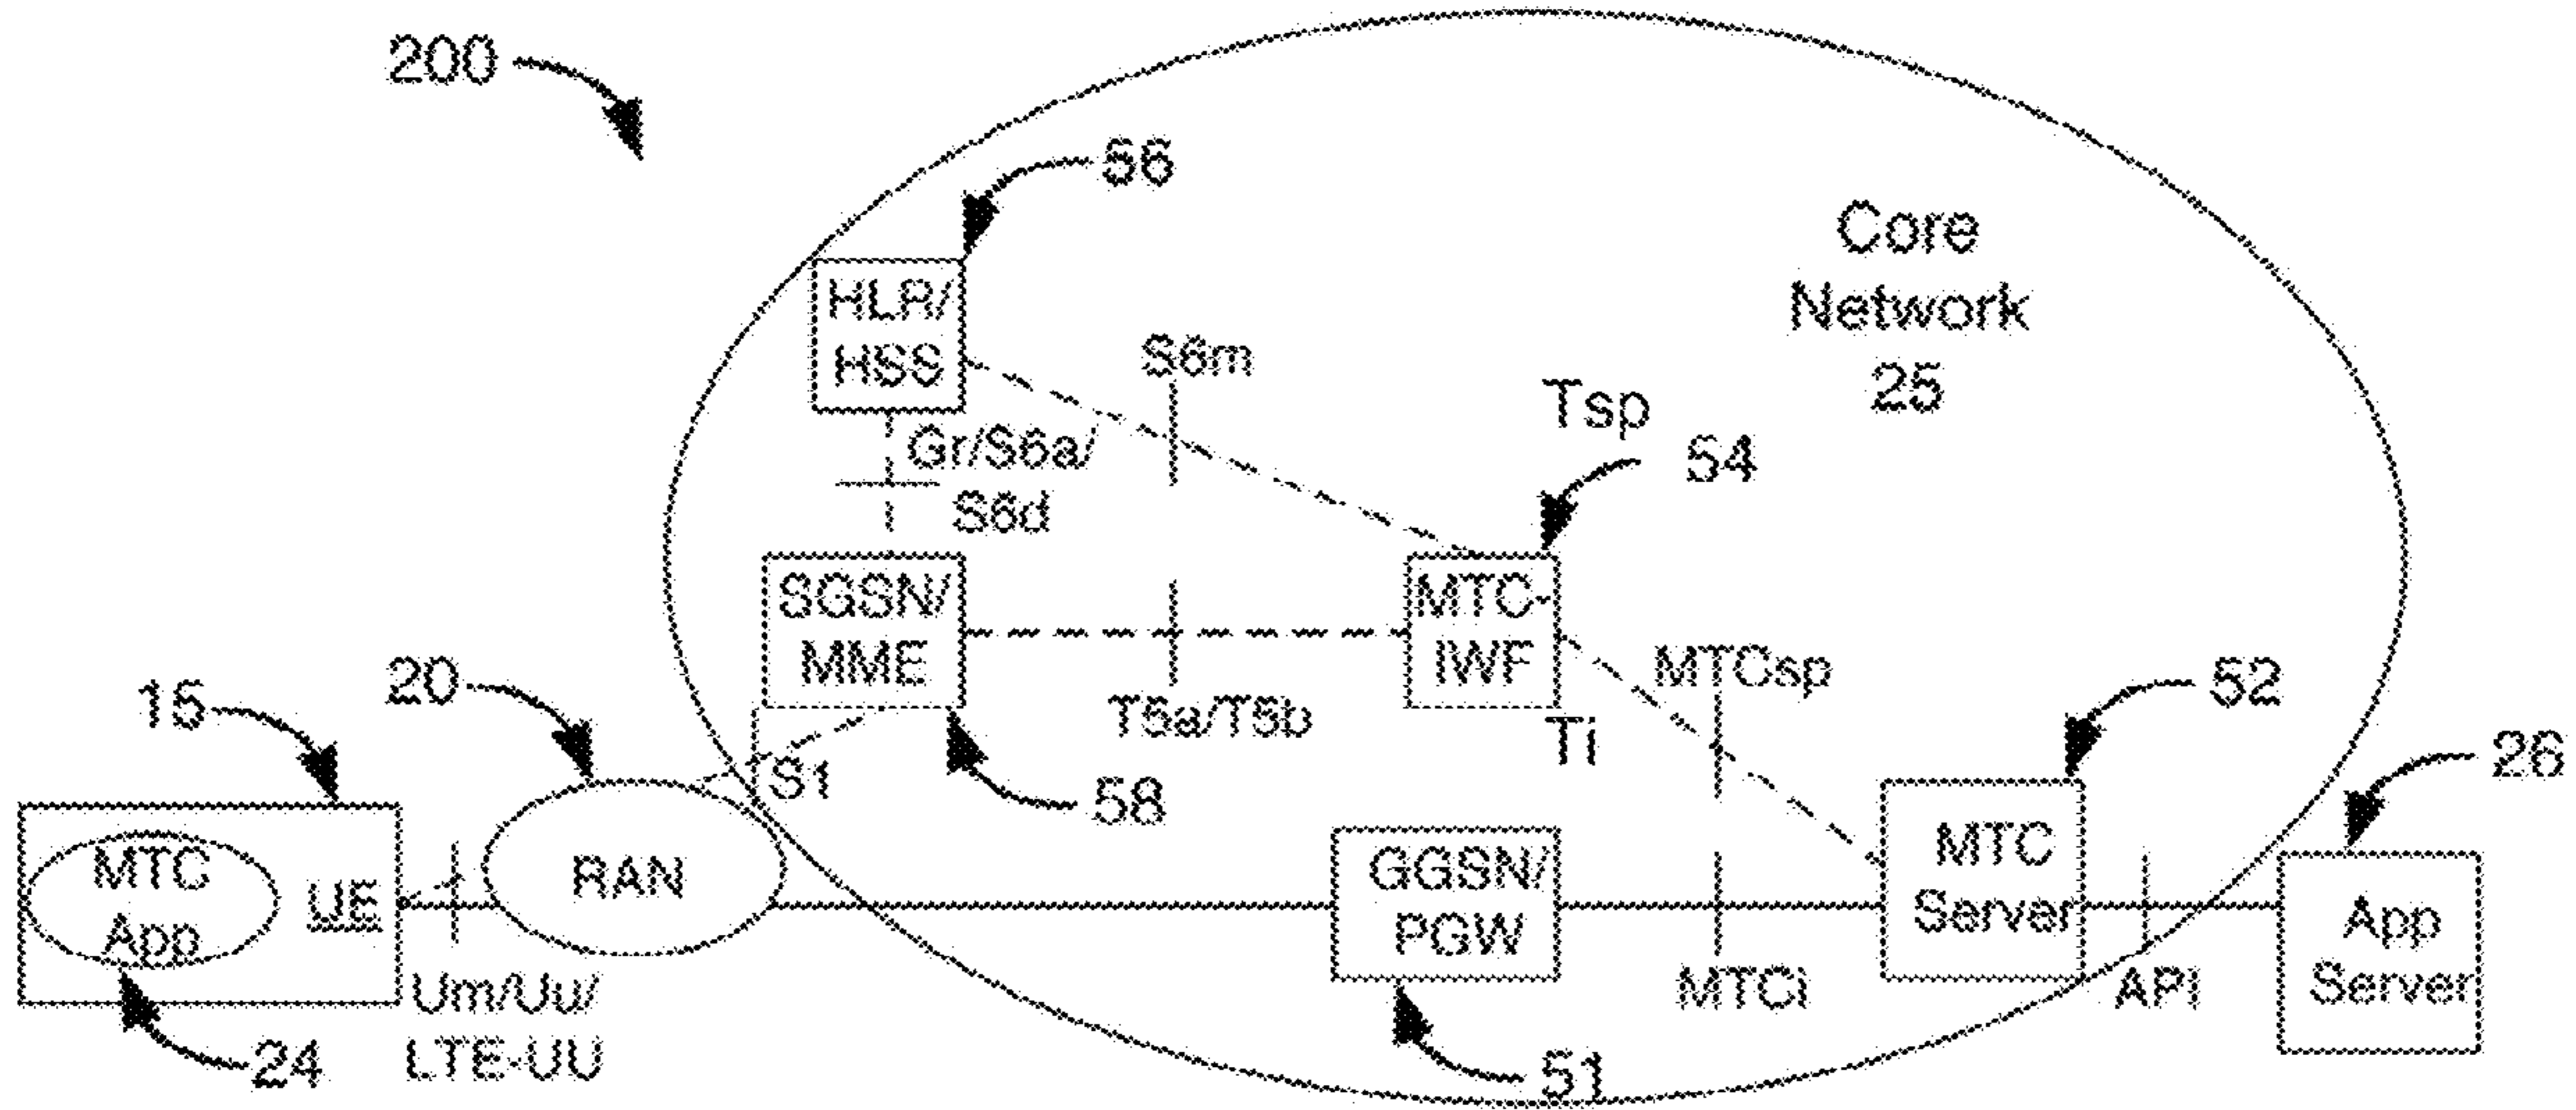 200
56
Core
Network
25
HLR/
HSS
S6m
Tsp
54
Gr/S6a/
S6d
SGSN/
MME
MTC-
IWF
MTCsp
52
20
15
T5a/T5b
Ti
26
S1
58
MTC
App
UE
RAN
GGSN/
PGW
MTC
Server
App
Server
Um/Uu/
LTE-UU
MTCi
API
24
51